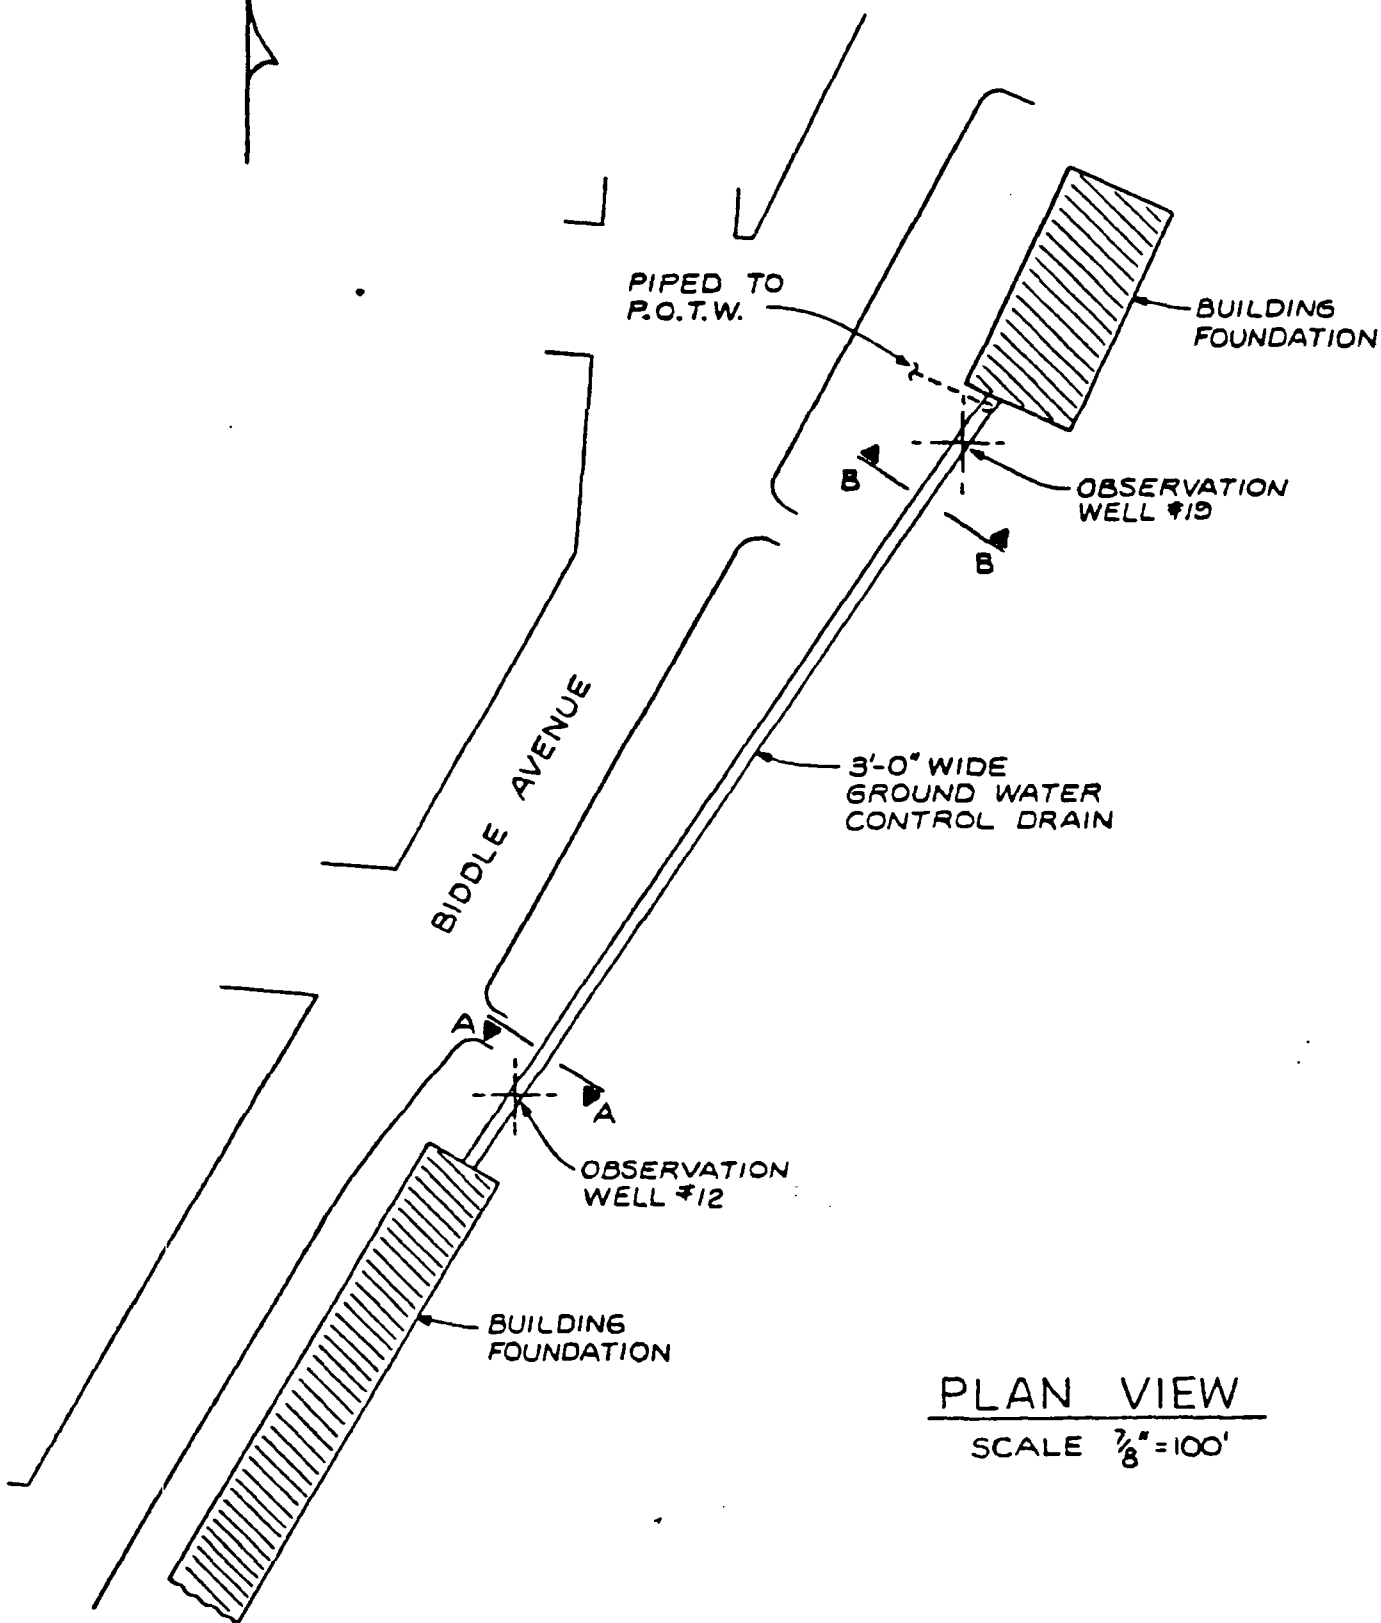 PIPED TO
P.O.T.W.
BUILDING
FOUNDATION
B
OBSERVATION
WELL #19
B
3'-0" WIDE
GROUND WATER
CONTROL DRAIN
BIDDLE AVENUE
A
A
OBSERVATION
WELL #12
BUILDING
FOUNDATION
PLAN VIEW
SCALE 7/8" = 100'